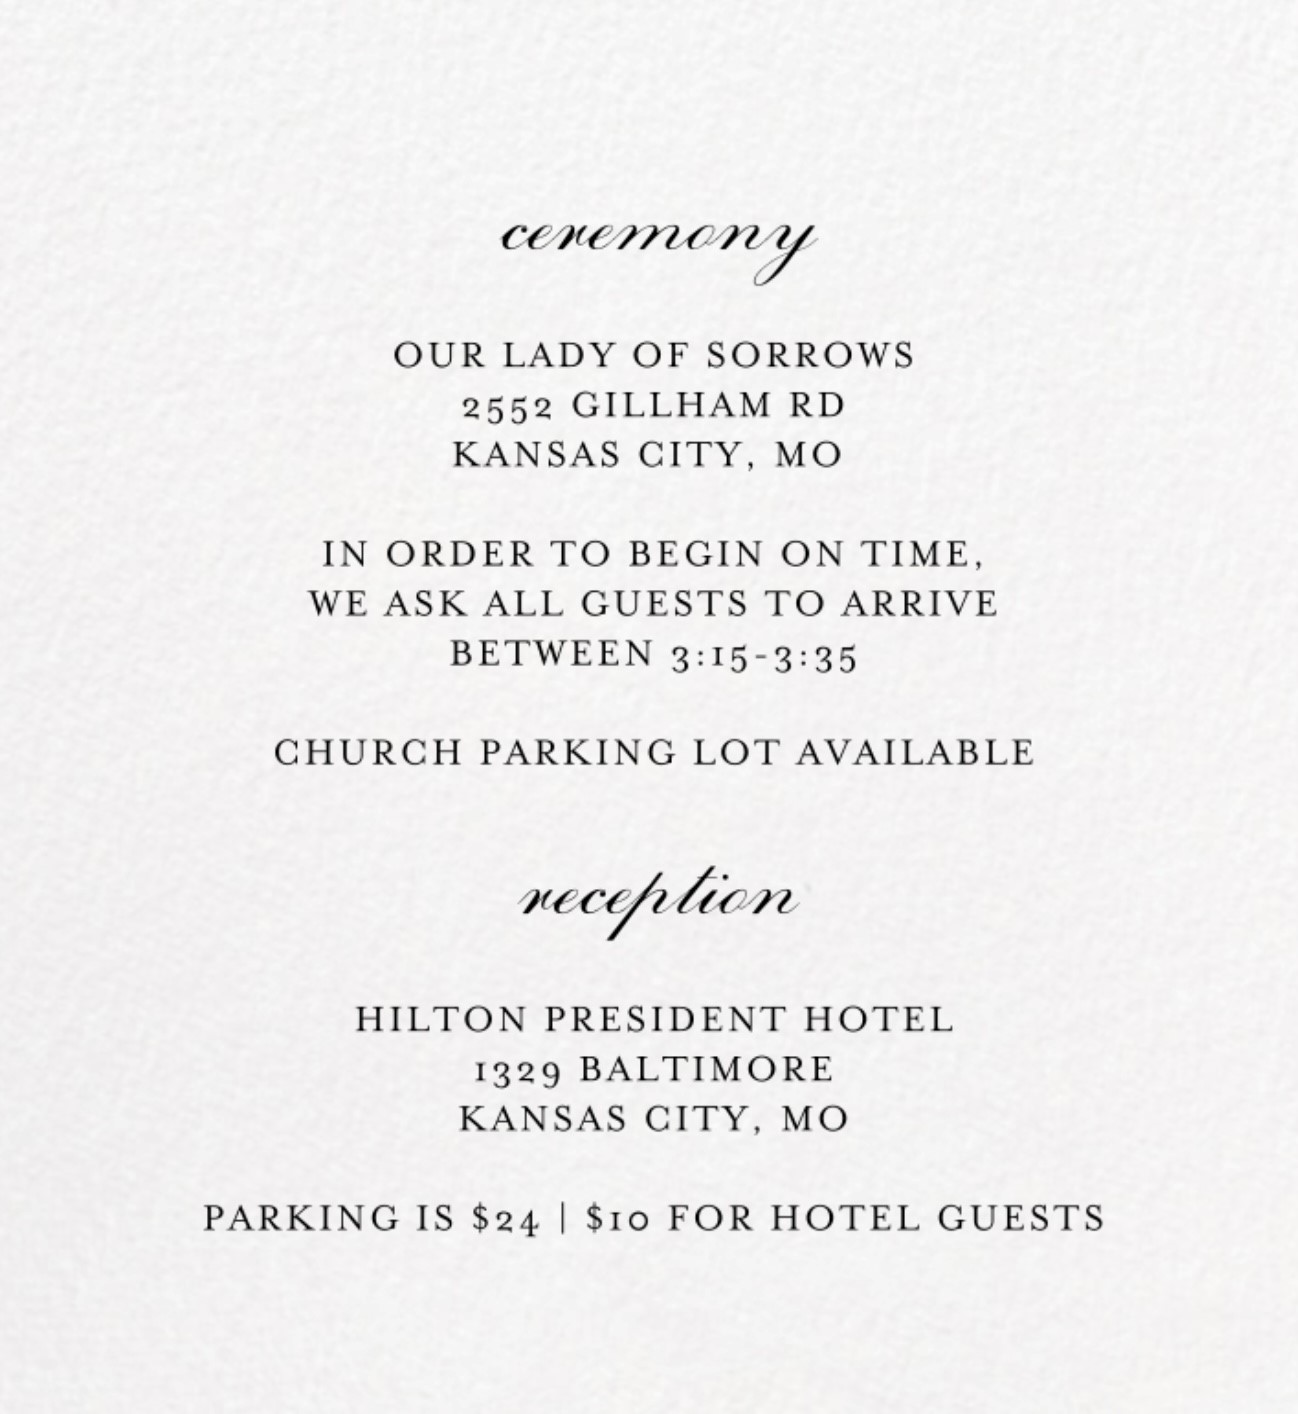 ceremony
OUR LADY OF SORROWS
2552 GILLHAM RD
KANSAS CITY, MO
IN ORDER TO BEGIN ON TIME,
WE ASK ALL GUESTS TO ARRIVE
BETWEEN 3:15-3:35
CHURCH PARKING LOT AVAILABLE
reception
HILTON PRESIDENT HOTEL
1329 BALTIMORE
KANSAS CITY, MO
PARKING IS $24 | $10 FOR HOTEL GUESTS